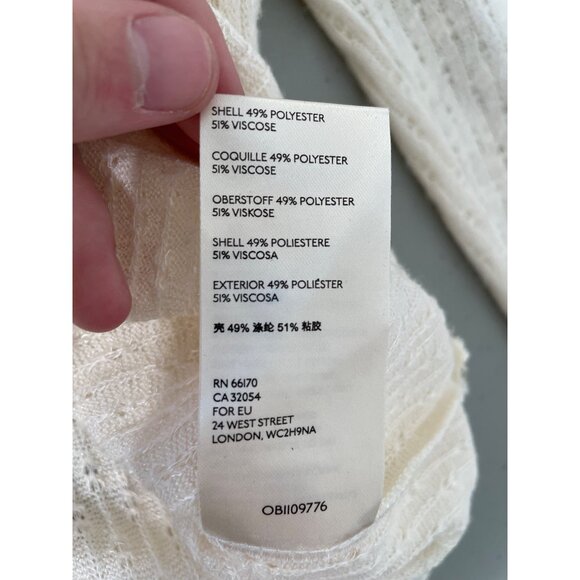 SHELL 49% POLYESTER
51% VISCOSE
COQUILLE 49% POLYESTER
51% VISCOSE
OBERSTOFF 49% POLYESTER
51% VISKOSE
SHELL 49% POLIESTERE
51% VISCOSA
EXTERIOR 49% POLIÉSTER
51% VISCOSA
壳 49% 涤纶 51% 粘胶
RN 66170
CA 32054
FOR EU
24 WEST STREET
LONDON, WC2H9NA
OB1109776